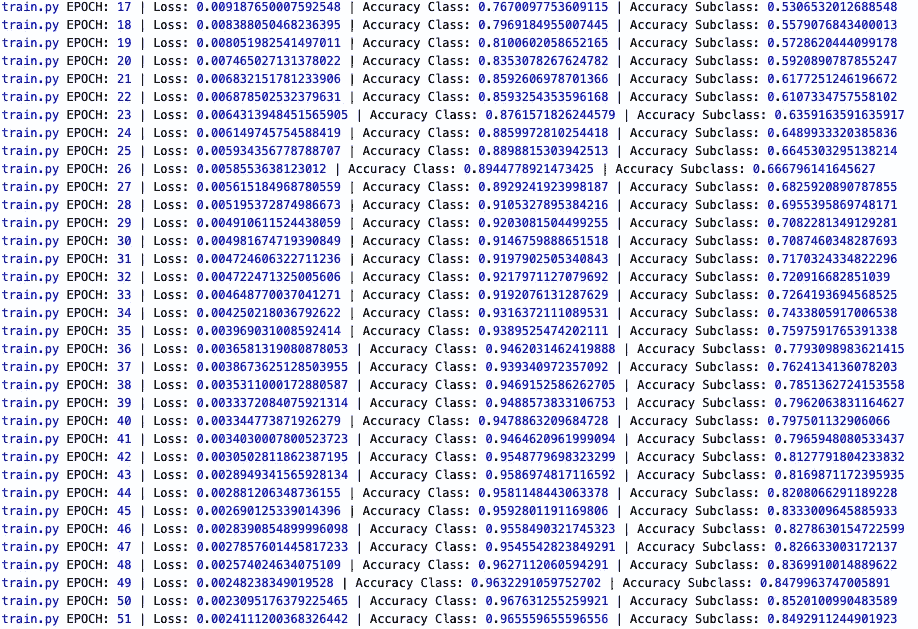 train.py EPOCH: 17 | Loss: 0.009187650007592548 | Accuracy Class: 0.7670097753609115 | Accuracy Subclass: 0.5306532012688548
train.py EPOCH: 18 | Loss: 0.008388050468236395 | Accuracy Class: 0.7969184955007445 | Accuracy Subclass: 0.5579076843400013
train.py EPOCH: 19 | Loss: 0.008051982541497011 | Accuracy Class: 0.8100602058652165 | Accuracy Subclass: 0.5728620444099178
train.py EPOCH: 20 | Loss: 0.007465027131378022 | Accuracy Class: 0.8353078267624782 | Accuracy Subclass: 0.5920890787855247
train.py EPOCH: 21 | Loss: 0.006832151781233906 | Accuracy Class: 0.8592606978701366 | Accuracy Subclass: 0.6177251246196672
train.py EPOCH: 22 | Loss: 0.006878502532379631 | Accuracy Class: 0.8593254353596168 | Accuracy Subclass: 0.6107334757558102
train.py EPOCH: 23 | Loss: 0.0064313948451565905 | Accuracy Class: 0.8761571826244579 | Accuracy Subclass: 0.6359163591635917
train.py EPOCH: 24 | Loss: 0.006149745754588419 | Accuracy Class: 0.8859972810254418 | Accuracy Subclass: 0.6489933320385836
train.py EPOCH: 25 | Loss: 0.005934356778788707 | Accuracy Class: 0.8898815303942513 | Accuracy Subclass: 0.6645303295138214
train.py EPOCH: 26 | Loss: 0.0058553638123012 | Accuracy Class: 0.8944778921473425 | Accuracy Subclass: 0.666796141645627
train.py EPOCH: 27 | Loss: 0.005615184968780559 | Accuracy Class: 0.8929241923998187 | Accuracy Subclass: 0.6825920890787855
train.py EPOCH: 28 | Loss: 0.005195372874986673 | Accuracy Class: 0.9105327895384216 | Accuracy Subclass: 0.6955395869748171
train.py EPOCH: 29 | Loss: 0.004910611524438059 | Accuracy Class: 0.9203081504499255 | Accuracy Subclass: 0.7082281349129281
train.py EPOCH: 30 | Loss: 0.004981674719390849 | Accuracy Class: 0.9146759888651518 | Accuracy Subclass: 0.7087460348287693
train.py EPOCH: 31 | Loss: 0.004724606322711236 | Accuracy Class: 0.9197902505340843 | Accuracy Subclass: 0.7170324334822296
train.py EPOCH: 32 | Loss: 0.004722471325005606 | Accuracy Class: 0.9217971127079692 | Accuracy Subclass: 0.720916682851039
train.py EPOCH: 33 | Loss: 0.004648770037041271 | Accuracy Class: 0.9192076131287629 | Accuracy Subclass: 0.7264193694568525
train.py EPOCH: 34 | Loss: 0.004250218036792622 | Accuracy Class: 0.9316372111089531 | Accuracy Subclass: 0.7433805917006538
train.py EPOCH: 35 | Loss: 0.003969031008592414 | Accuracy Class: 0.9389525474202111 | Accuracy Subclass: 0.7597591765391338
train.py EPOCH: 36 | Loss: 0.0036581319080878053 | Accuracy Class: 0.9462031462419888 | Accuracy Subclass: 0.7793098983621415
train.py EPOCH: 37 | Loss: 0.0038673625128503955 | Accuracy Class: 0.939340972357092 | Accuracy Subclass: 0.7624134136078203
train.py EPOCH: 38 | Loss: 0.0035311000172880587 | Accuracy Class: 0.9469152586262705 | Accuracy Subclass: 0.7851362724153558
train.py EPOCH: 39 | Loss: 0.0033372084075921314 | Accuracy Class: 0.9488573833106753 | Accuracy Subclass: 0.7962063831164627
train.py EPOCH: 40 | Loss: 0.003344773871926279 | Accuracy Class: 0.9478863209684728 | Accuracy Subclass: 0.797501132906066
train.py EPOCH: 41 | Loss: 0.0034030007800523723 | Accuracy Class: 0.9464620961999094 | Accuracy Subclass: 0.7965948080533437
train.py EPOCH: 42 | Loss: 0.0030502811862387195 | Accuracy Class: 0.9548779698323299 | Accuracy Subclass: 0.8127791804233832
train.py EPOCH: 43 | Loss: 0.0028949341565928134 | Accuracy Class: 0.9586974817116592 | Accuracy Subclass: 0.8169871172395935
train.py EPOCH: 44 | Loss: 0.002881206348736155 | Accuracy Class: 0.9581148443063378 | Accuracy Subclass: 0.8208066291189228
train.py EPOCH: 45 | Loss: 0.002690125339014396 | Accuracy Class: 0.9592801191169806 | Accuracy Subclass: 0.8333009645885933
train.py EPOCH: 46 | Loss: 0.0028390854899996098 | Accuracy Class: 0.9558490321745323 | Accuracy Subclass: 0.8278630154722599
train.py EPOCH: 47 | Loss: 0.0027857601445817233 | Accuracy Class: 0.9545542823849291 | Accuracy Subclass: 0.826633003172137
train.py EPOCH: 48 | Loss: 0.002574024634075109 | Accuracy Class: 0.9627112060594291 | Accuracy Subclass: 0.8369910014889622
train.py EPOCH: 49 | Loss: 0.00248238349019528 | Accuracy Class: 0.9632291059752702 | Accuracy Subclass: 0.8479963747005891
train.py EPOCH: 50 | Loss: 0.0023095176379225465 | Accuracy Class: 0.967631255259921 | Accuracy Subclass: 0.8520100990483589
train.py EPOCH: 51 | Loss: 0.0024111200368326442 | Accuracy Class: 0.965559655596556 | Accuracy Subclass: 0.8492911244901923